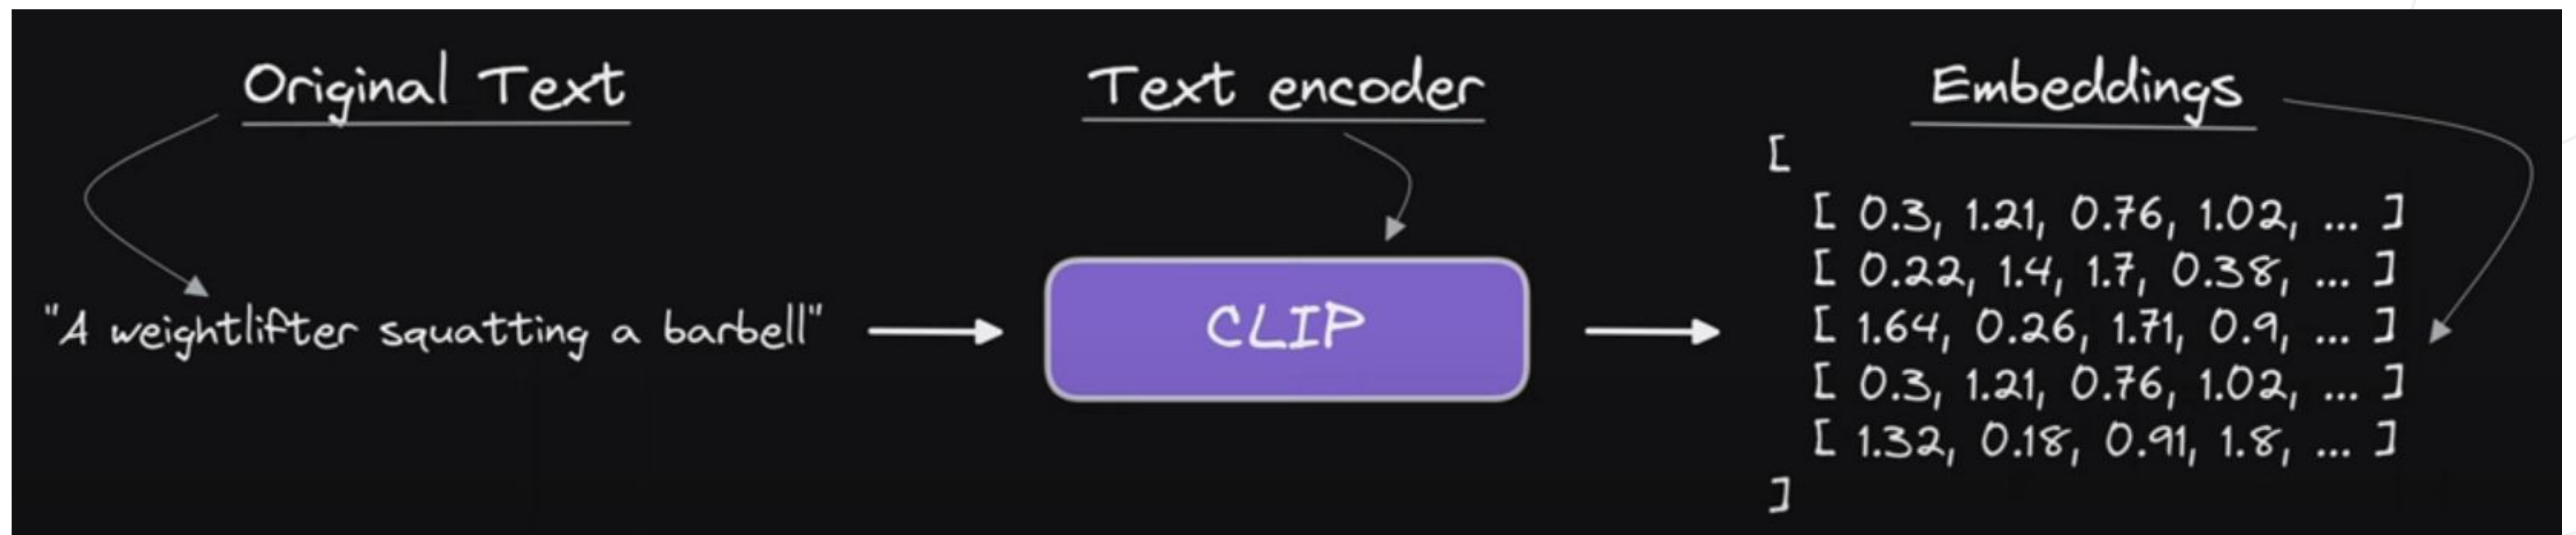 Original Text
Text encoder
Embeddings
"A weightlifter squatting a barbell"
CLIP
[
[ 0.3, 1.21, 0.76, 1.02, ... ]
[ 0.22, 1.4, 1.7, 0.38, ... ]
[ 1.64, 0.26, 1.71, 0.9, ... ]
[ 0.3, 1.21, 0.76, 1.02, ... ]
[ 1.32, 0.18, 0.91, 1.8, ... ]
]